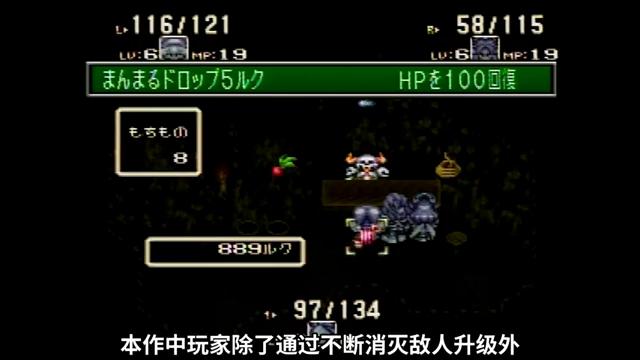 L▸116/121
R▸58/115
LV:6 MP:19
LV:6 MP:19
まんまるドロップ5ルク HPを100回復
もちもの
8
889ルク
1▸97/134
本作中玩家除了通过不断消灭敌人升级外